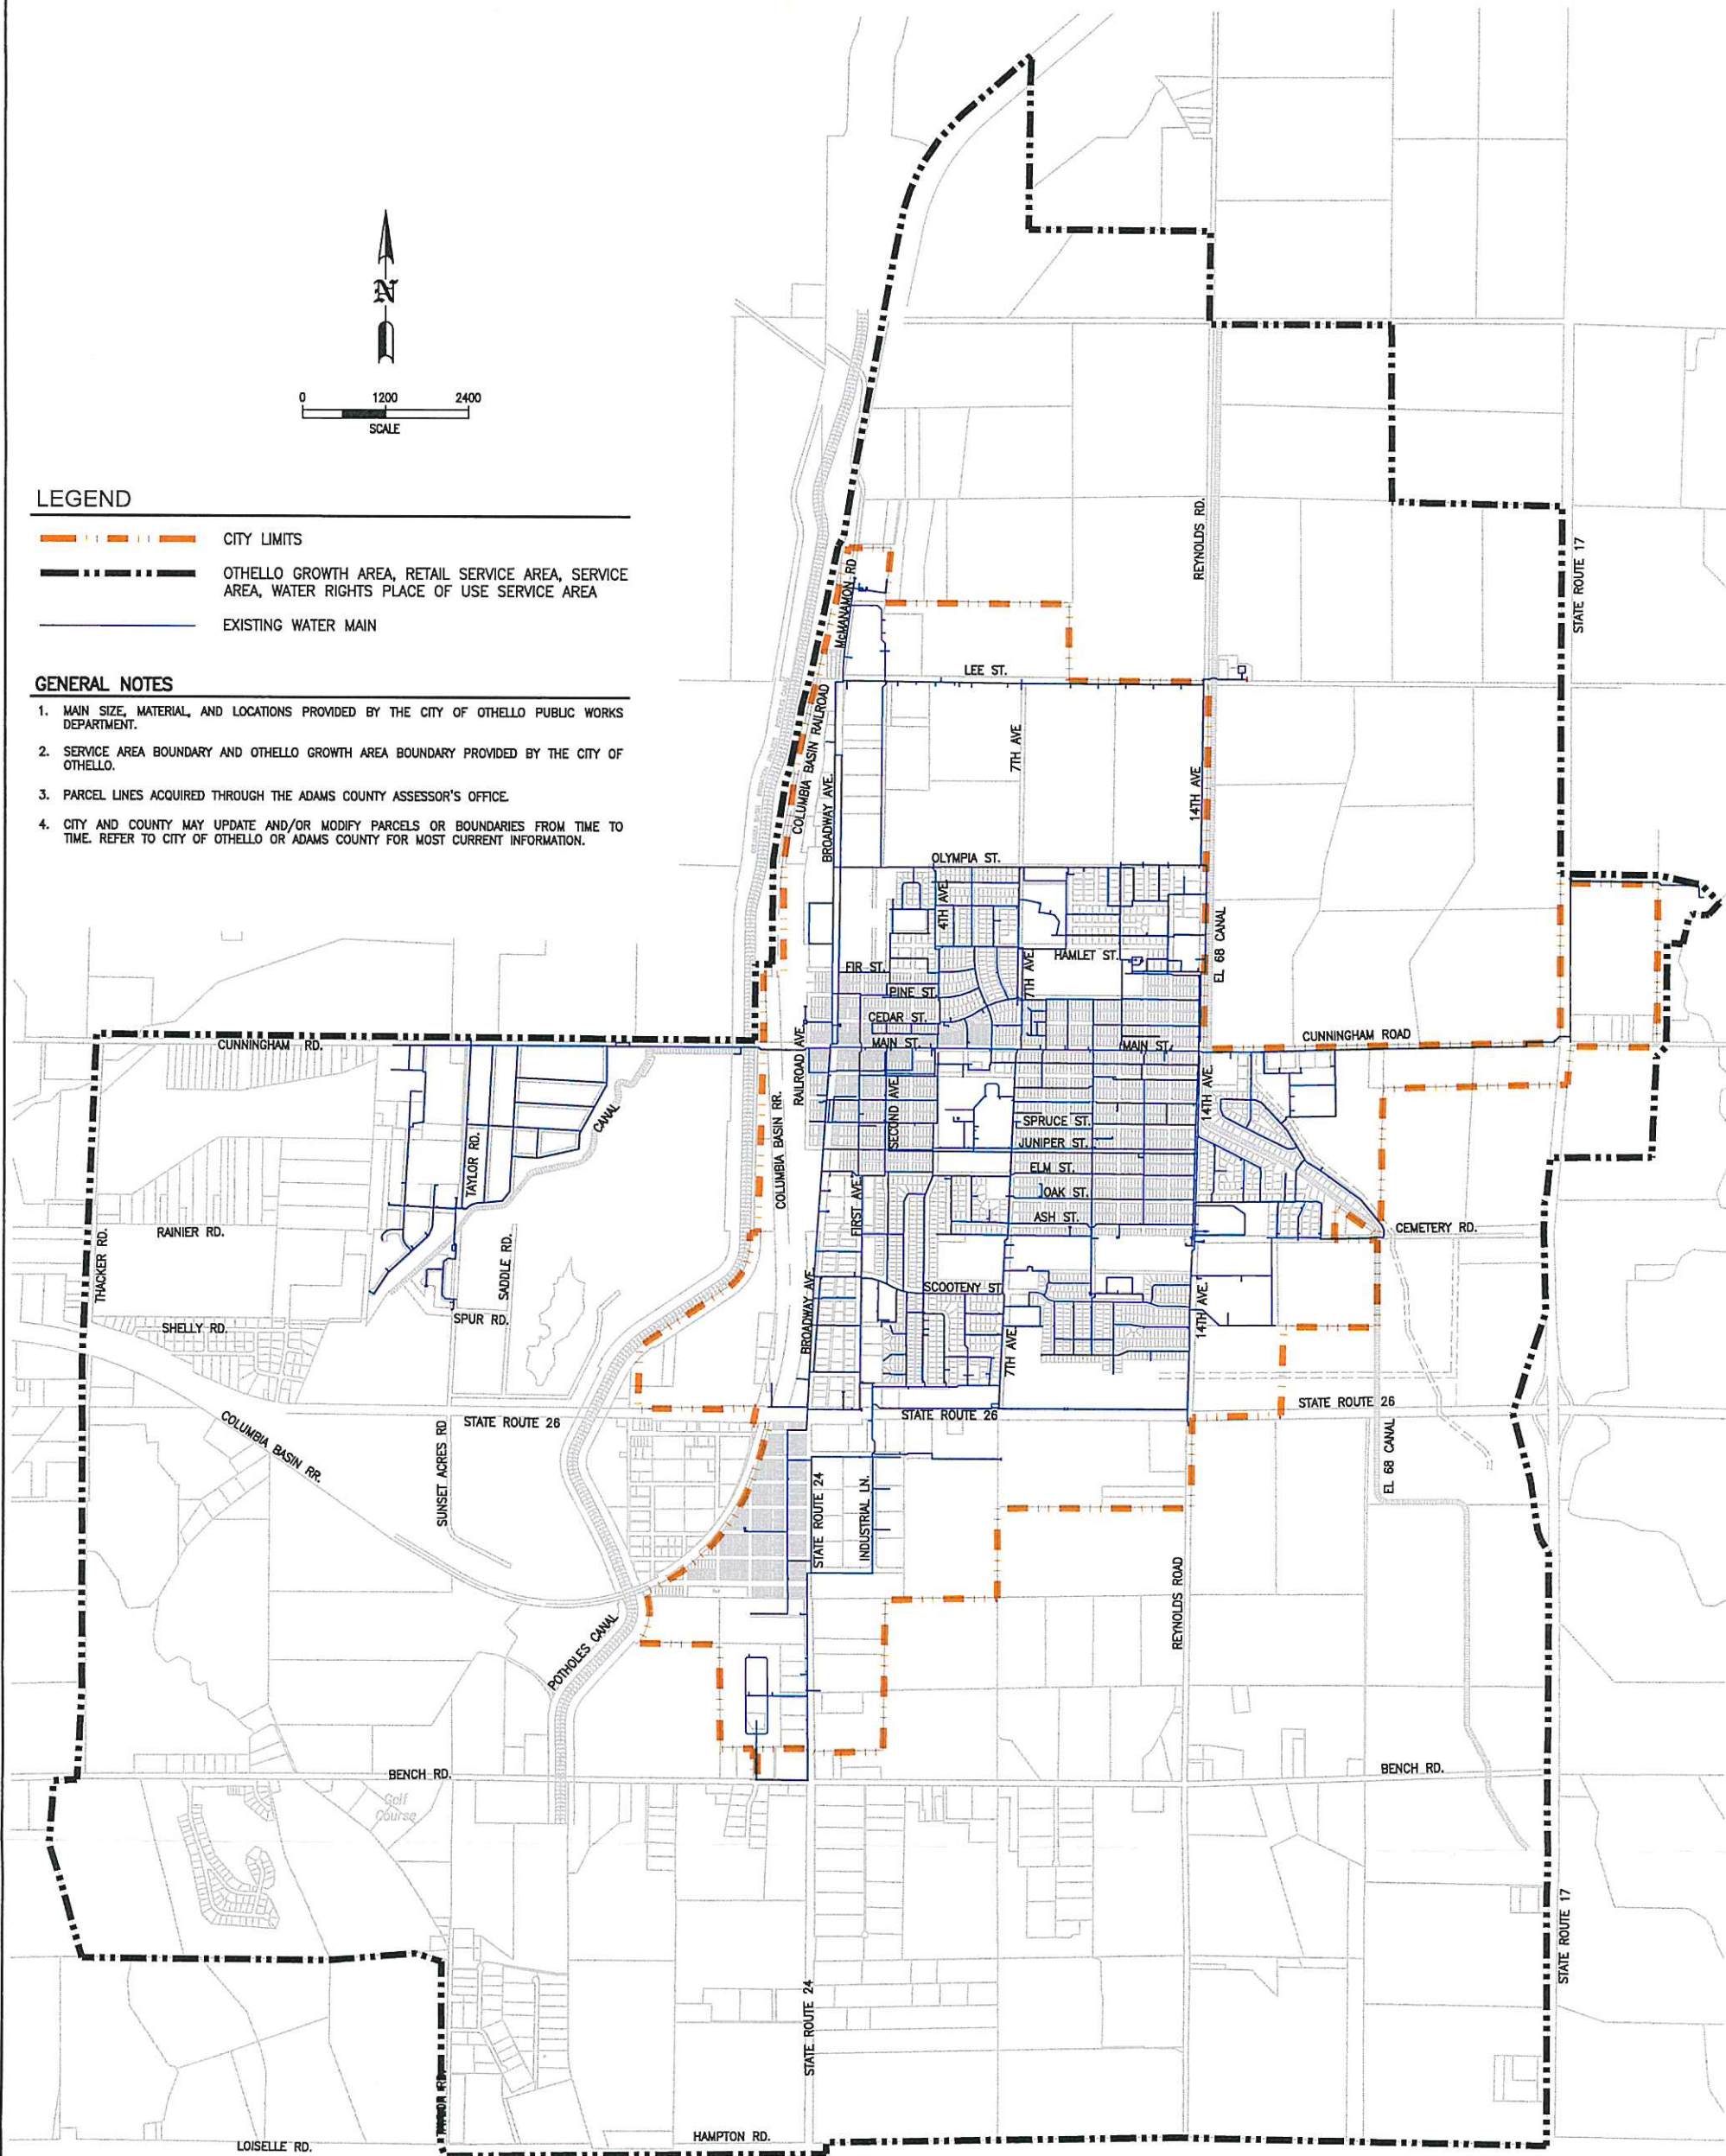 N
0 1200 2400
SCALE
LEGEND
CITY LIMITS
OTHELLO GROWTH AREA, RETAIL SERVICE AREA, SERVICE
AREA, WATER RIGHTS PLACE OF USE SERVICE AREA
EXISTING WATER MAIN
GENERAL NOTES
1. MAIN SIZE, MATERIAL, AND LOCATIONS PROVIDED BY THE CITY OF OTHELLO PUBLIC WORKS
DEPARTMENT.
2. SERVICE AREA BOUNDARY AND OTHELLO GROWTH AREA BOUNDARY PROVIDED BY THE CITY OF
OTHELLO.
3. PARCEL LINES ACQUIRED THROUGH THE ADAMS COUNTY ASSESSOR'S OFFICE.
4. CITY AND COUNTY MAY UPDATE AND/OR MODIFY PARCELS OR BOUNDARIES FROM TIME TO
TIME. REFER TO CITY OF OTHELLO OR ADAMS COUNTY FOR MOST CURRENT INFORMATION.
REYNOLDS RD.
STATE ROUTE 17
McMANAMON RD
LEE ST.
COLUMBIA BASIN RAILROAD
BROADWAY AVE.
7TH AVE
14TH AVE
OLYMPIA ST.
4TH AVE.
EL 68 CANAL
HAMLET ST.
7TH AVE.
FIR ST.
PINE ST.
CEDAR ST.
MAIN ST.
MAIN ST.
CUNNINGHAM ROAD
CUNNINGHAM RD.
RAILROAD AVE
COLUMBIA BASIN RR.
SECOND AVE.
14TH AVE.
CANAL
TAYLOR RD.
SPRUCE ST.
JUNIPER ST.
ELM ST.
OAK ST.
ASH ST.
FIRST AVE.
CEMETERY RD.
THACKER RD.
RAINIER RD.
SADDLE RD.
SCOOTENY ST
BROADWAY AVE.
14TH AVE.
7TH AVE.
SHELLY RD.
SPUR RD.
STATE ROUTE 26
STATE ROUTE 26
STATE ROUTE 26
COLUMBIA BASIN RR.
SUNSET ACRES RD
STATE ROUTE 24
INDUSTRIAL LN.
EL 68 CANAL
REYNOLDS ROAD
POTHOLES CANAL
BENCH RD.
BENCH RD.
Golf
Course
STATE ROUTE 17
STATE ROUTE 24
HAMPTON RD.
LOISELLE RD.